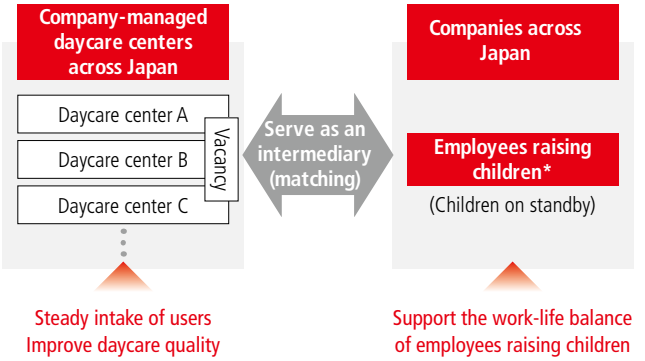 Company-managed
daycare centers
across Japan
Daycare center A
Daycare center B
Daycare center C
Vacancy
Steady intake of users
Improve daycare quality
Serve as an
intermediary
(matching)
Companies across
Japan
Employees raising
children*
(Children on standby)
Support the work-life balance
of employees raising children